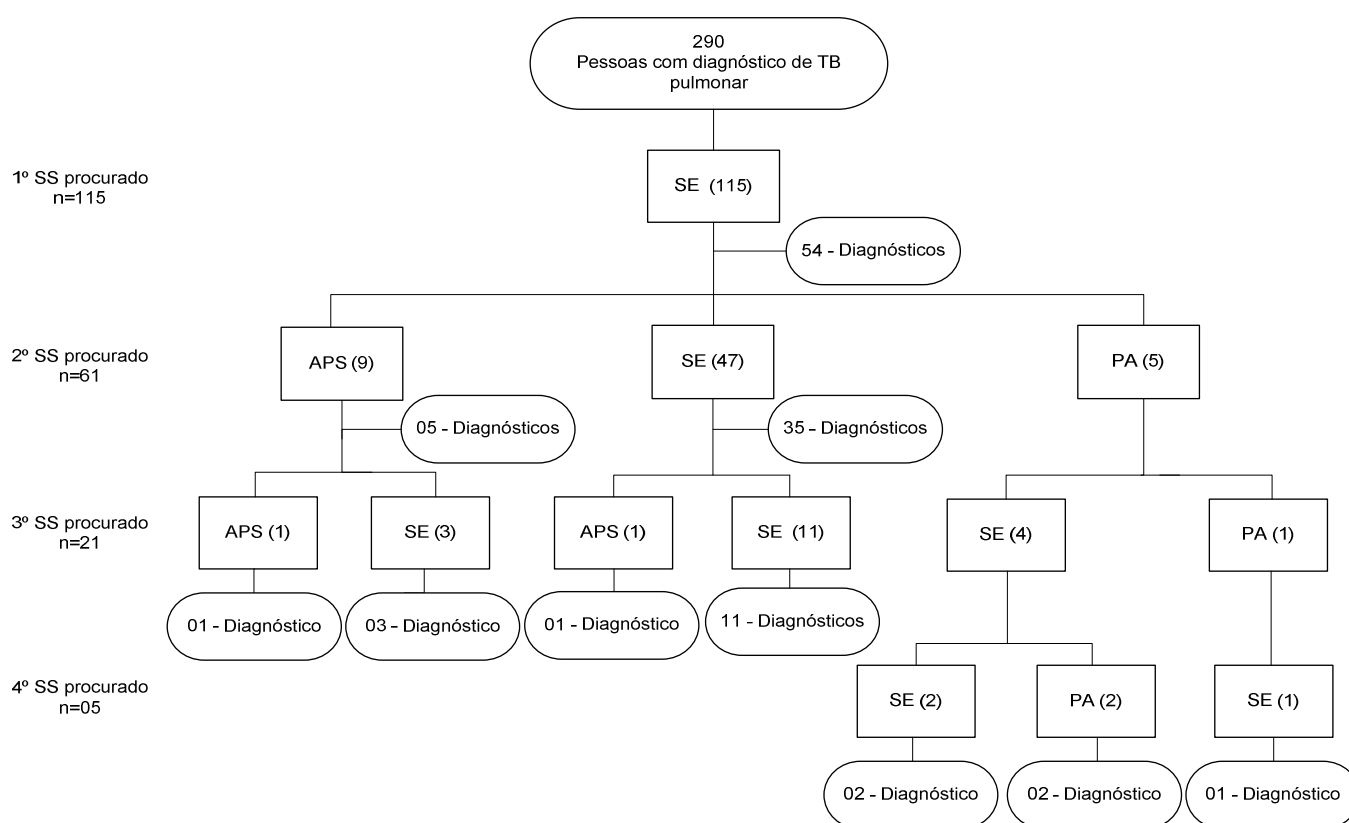 290
Pessoas com diagnóstico de TB
pulmonar
1º SS procurado
n=115
SE (115)
54 - Diagnósticos
2º SS procurado
n=61
APS (9)
SE (47)
PA (5)
05 - Diagnósticos
35 - Diagnósticos
3º SS procurado
n=21
APS (1)
SE (3)
APS (1)
SE (11)
SE (4)
PA (1)
01 - Diagnóstico
03 - Diagnóstico
01 - Diagnóstico
11 - Diagnósticos
4º SS procurado
n=05
SE (2)
PA (2)
SE (1)
02 - Diagnóstico
02 - Diagnóstico
01 - Diagnóstico